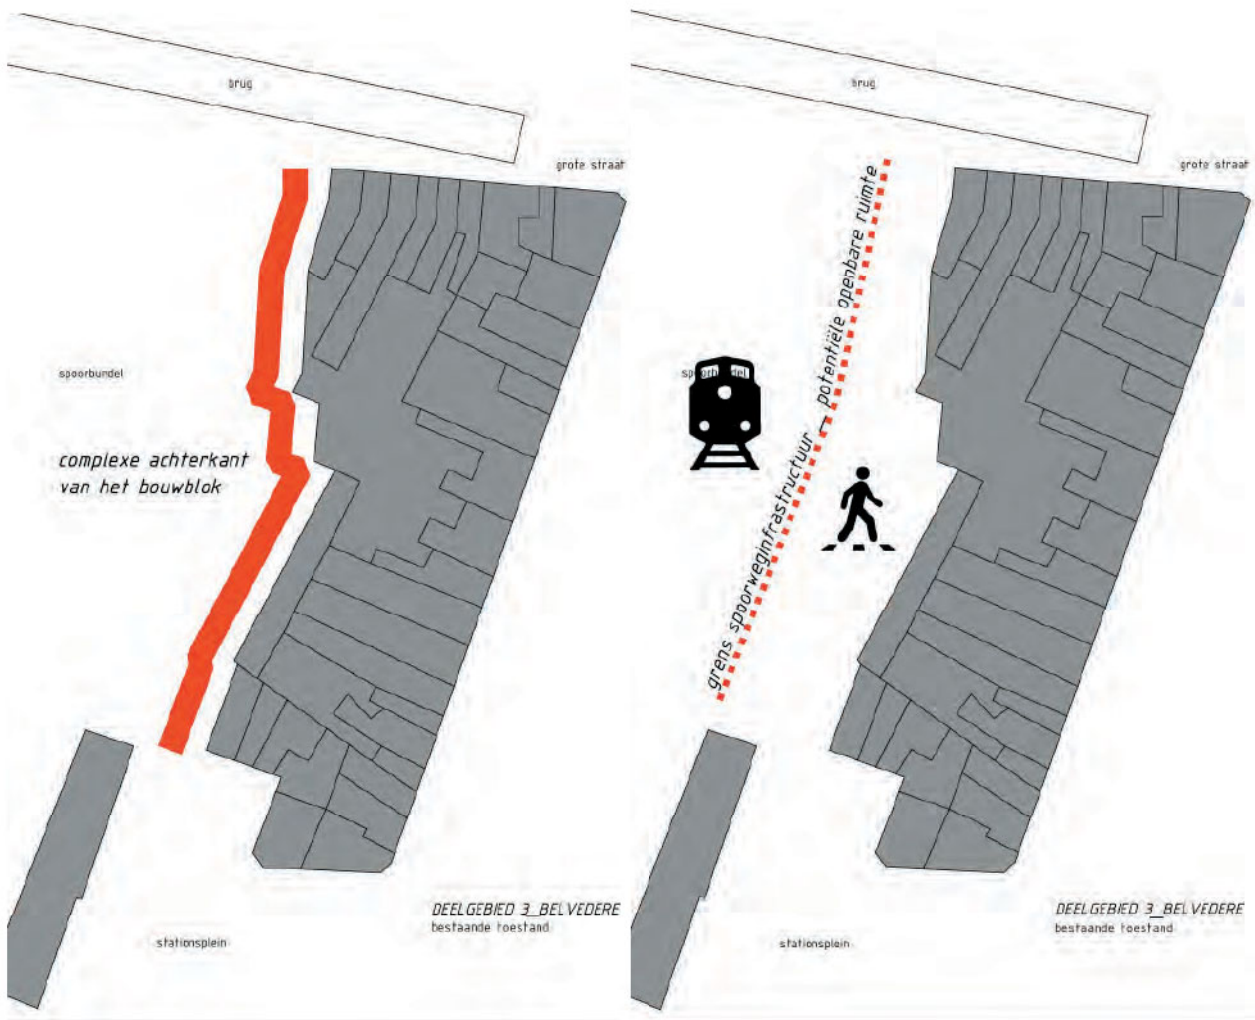 brug
grote straat
spoorbundel
complexe achterkant
van het bouwblok
DEELGEBIED 3_BELVEDERE
bestaande toestand
stationsplein
brug
grote straat
grens spoorweginfrastructuur — potentiële openbare ruimte
spoorbundel
DEELGEBIED 3_BELVEDERE
bestaande toestand
stationsplein